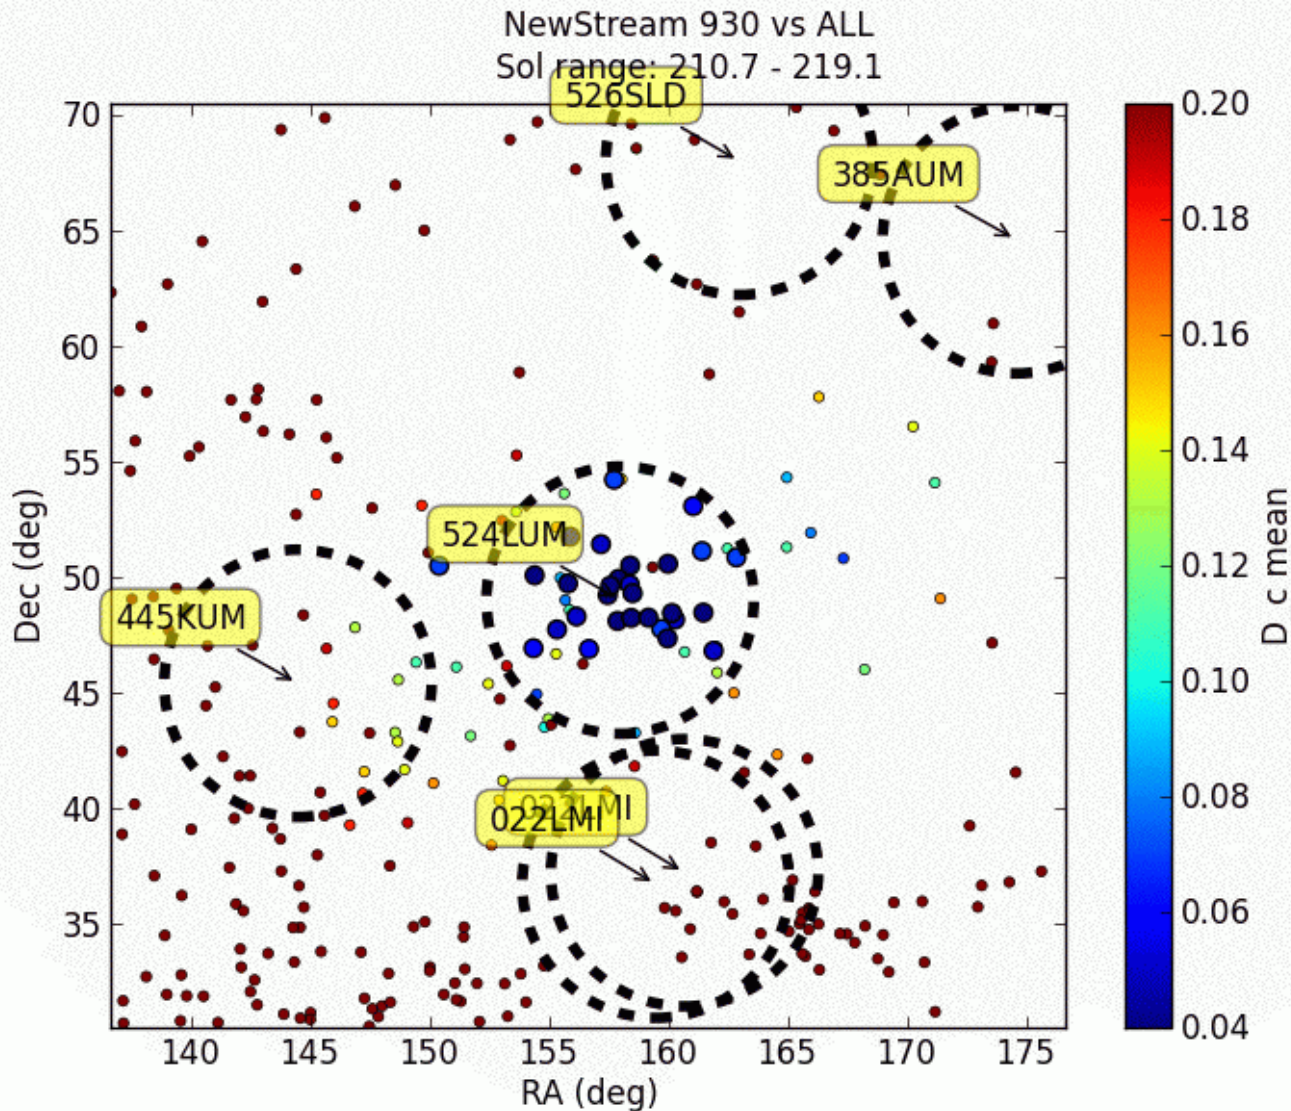 NewStream 930 vs ALL
Sol range: 210.7 - 219.1
526SLD
385AUM
524LUM
445KUM
022LMI
022LMI
70
65
60
55
50
45
40
35
Dec (deg)
140 145 150 155 160 165 170 175
RA (deg)
0.20
0.18
0.16
0.14
0.12
0.10
0.08
0.06
0.04
D c mean